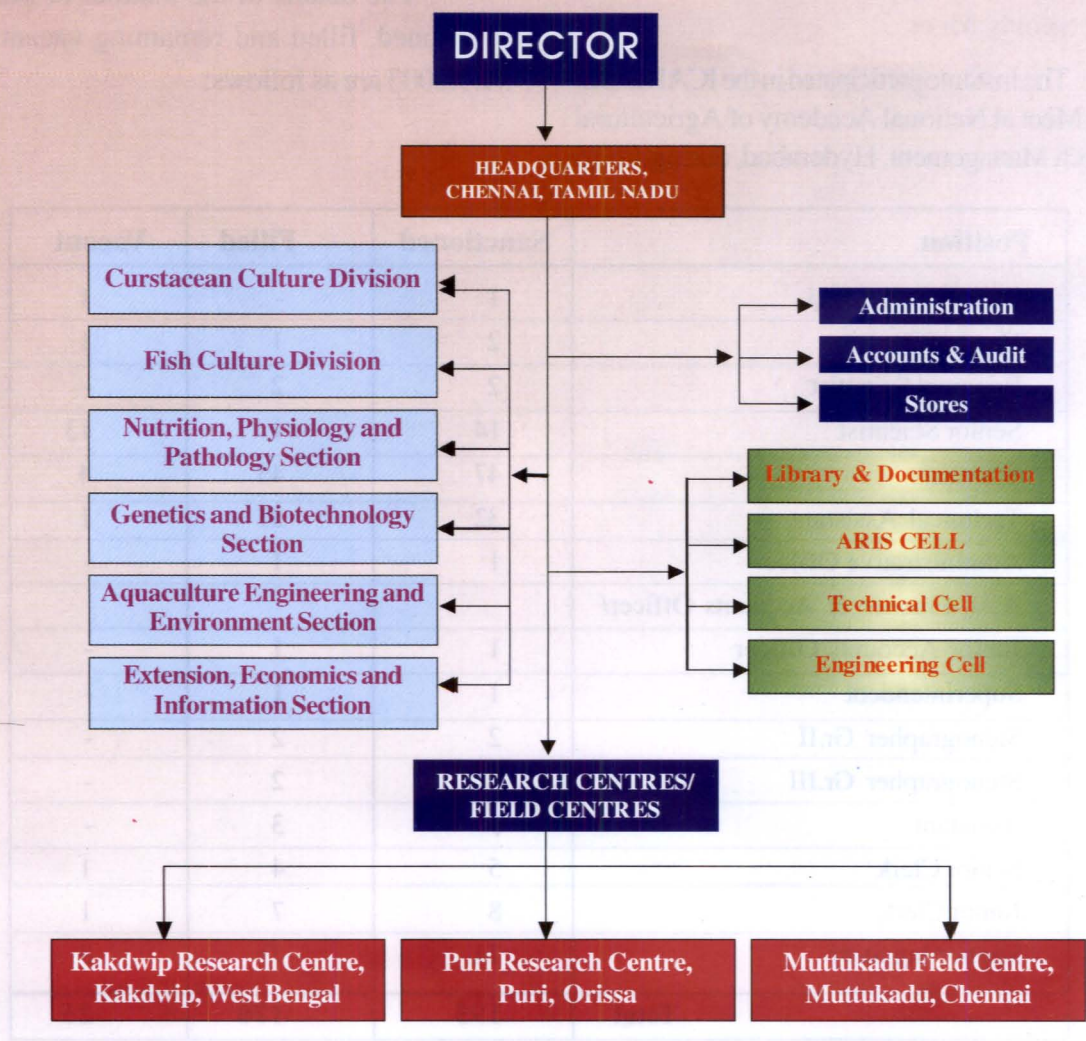 DIRECTOR
HEADQUARTERS,
CHENNAI, TAMIL NADU
Curstacean Culture Division
Fish Culture Division
Nutrition, Physiology and
Pathology Section
Genetics and Biotechnology
Section
Aquaculture Engineering and
Environment Section
Extension, Economics and
Information Section
Administration
Accounts & Audit
Stores
Library & Documentation
ARIS CELL
Technical Cell
Engineering Cell
RESEARCH CENTRES/
FIELD CENTRES
Kakdwip Research Centre,
Kakdwip, West Bengal
Puri Research Centre,
Puri, Orissa
Muttukadu Field Centre,
Muttukadu, Chennai